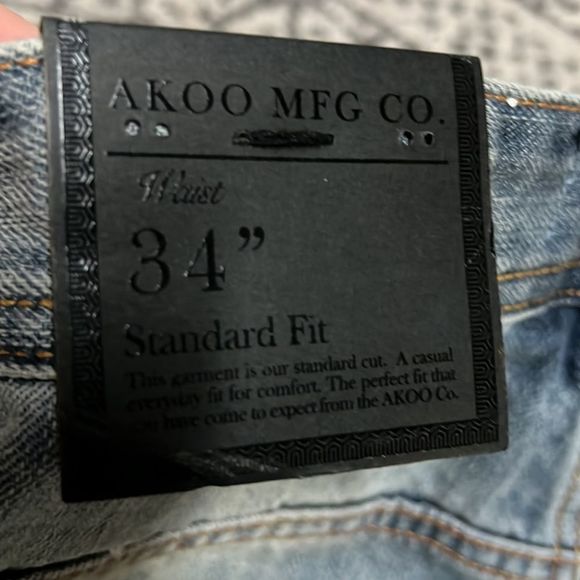 AKOO MFG CO.
Waist
34”
Standard Fit
This garment is our standard cut. A casual
everyday fit for comfort. The perfect fit that
you have come to expect from the AKOO Co.